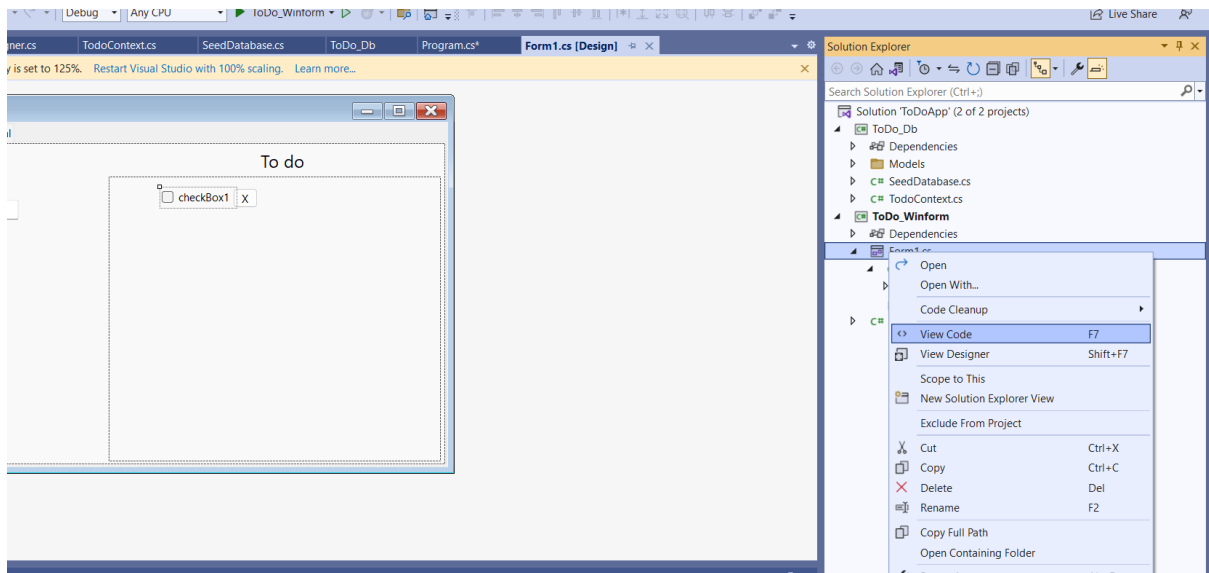 Debug Any CPU ToDo_Winform Live Share
gner.cs TodoContext.cs SeedDatabase.cs ToDo_Db Program.cs* Form1.cs [Design]
y is set to 125%. Restart Visual Studio with 100% scaling. Learn more...
To do
checkBox1 X
Solution Explorer
Search Solution Explorer (Ctrl+;)
Solution 'ToDoApp' (2 of 2 projects)
C# ToDo_Db
Dependencies
Models
C# SeedDatabase.cs
C# TodoContext.cs
C# ToDo_Winform
Dependencies
Form1.cs
C#
Open
Open With...
Code Cleanup
View Code F7
View Designer Shift+F7
Scope to This
New Solution Explorer View
Exclude From Project
Cut Ctrl+X
Copy Ctrl+C
Delete Del
Rename F2
Copy Full Path
Open Containing Folder